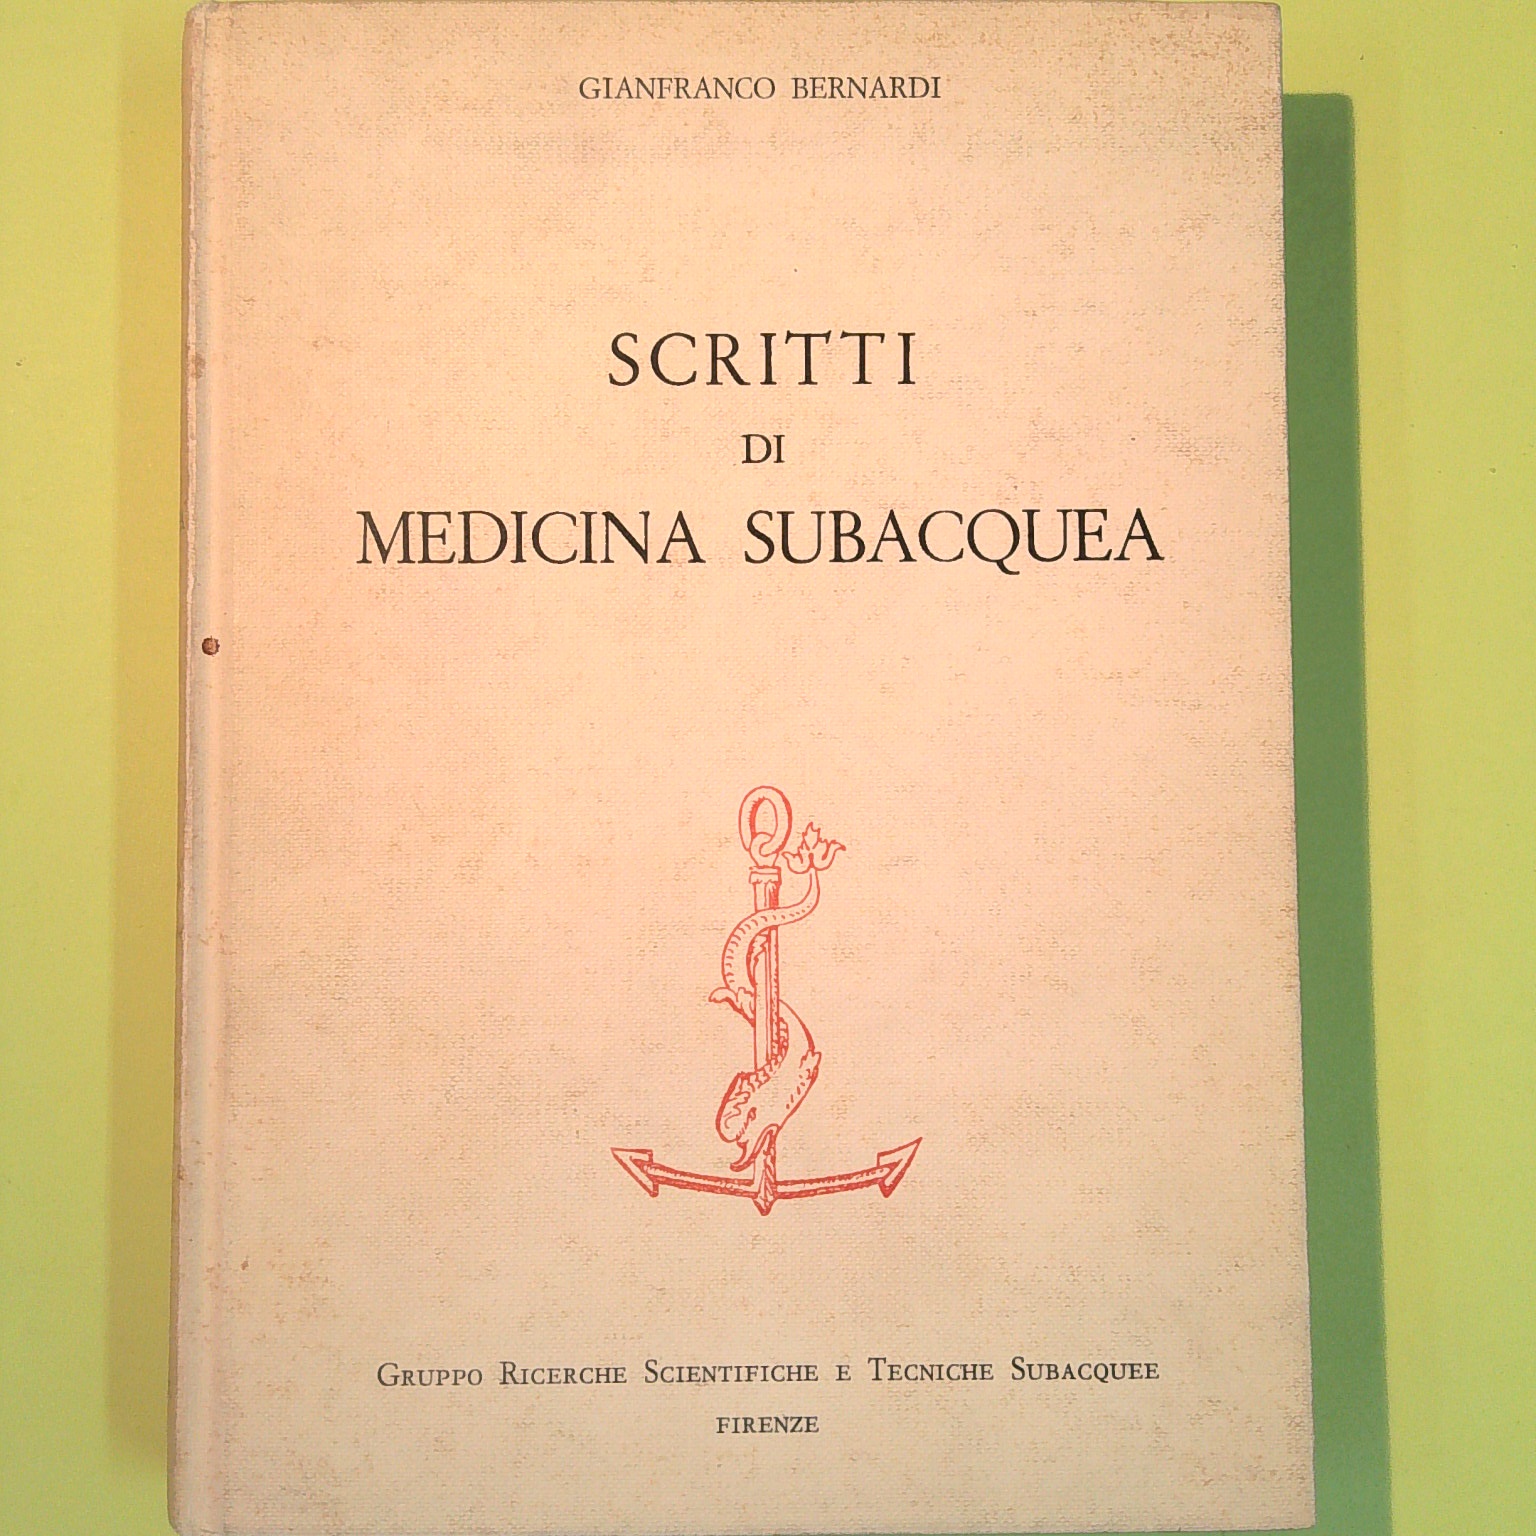 GIANFRANCO BERNARDI
SCRITTI
DI
MEDICINA SUBACQUEA
GRUPPO RICERCHE SCIENTIFICHE E TECNICHE SUBACQUEE
FIRENZE